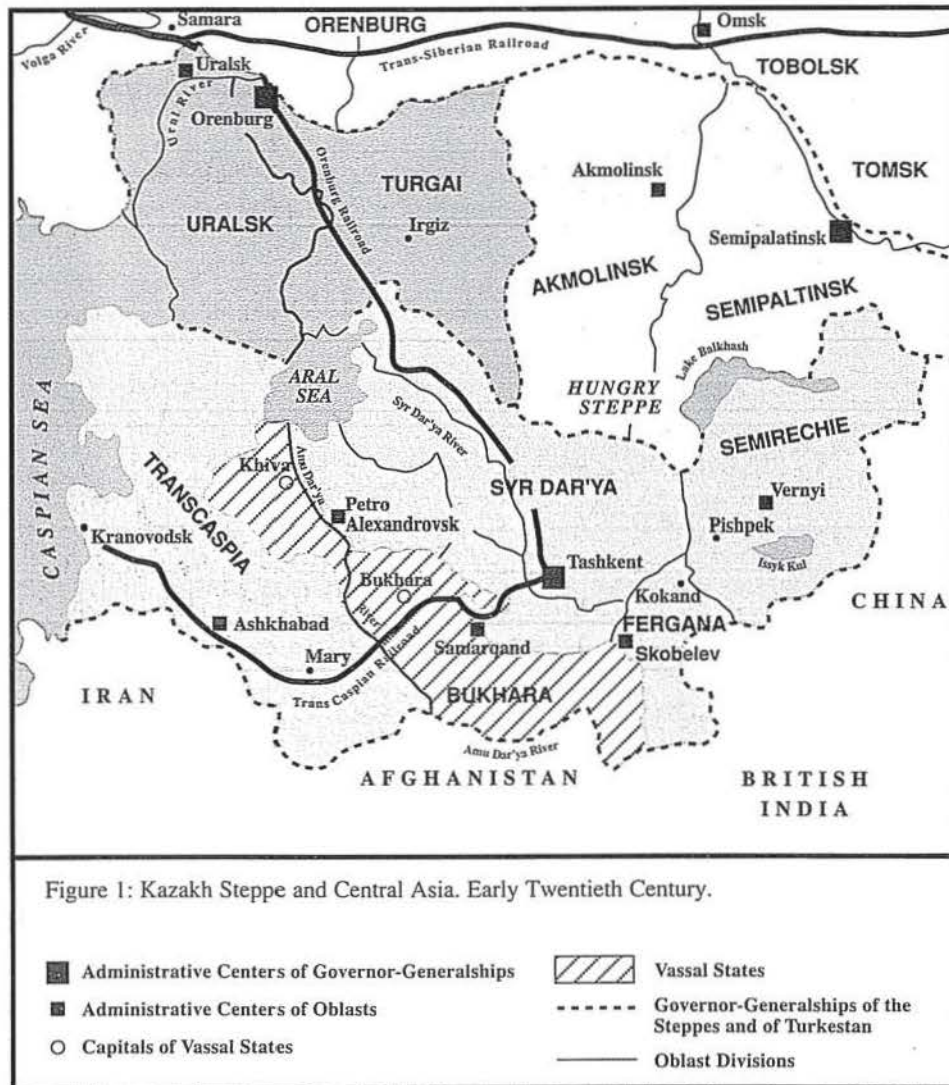 Samara
ORENBURG
Omsk
Volga River
Trans-Siberian Railroad
TOBOLSK
Uralsk
Ural River
Orenburg
Orenburg Railroad
TURGAI
Akmolinsk
TOMSK
URALSK
Irgiz
Semipalatinsk
AKMOLINSK
SEMIPALTINSK
Lake Balkhash
ARAL
SEA
HUNGRY
STEPPE
CASPIAN SEA
Syr Dar'ya River
SEMIRECHIE
Khiva
Amu Dar'ya
River
TRANSCASPIA
SYR DAR'YA
Petro
Alexandrovsk
Vernyi
Kranovodsk
Pishpek
Issyk Kul
Bukhara
Tashkent
Kokand
CHINA
Ashkhabad
FERGANA
Samarqand
Skobelev
Mary
Trans Caspian Railroad
BUKHARA
IRAN
Amu Dar'ya River
AFGHANISTAN
BRITISH
INDIA
Figure 1: Kazakh Steppe and Central Asia. Early Twentieth Century.
Administrative Centers of Governor-Generalships
Administrative Centers of Oblasts
Capitals of Vassal States
Vassal States
Governor-Generalships of the
Steppes and of Turkestan
Oblast Divisions